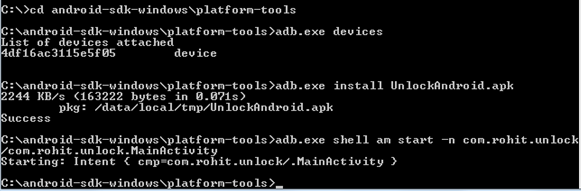 C:\>cd android-sdk-windows\platform-tools
C:\android-sdk-windows\platform-tools>adb.exe devices
List of devices attached
4df16ac3115e5f05        device
C:\android-sdk-windows\platform-tools>adb.exe install UnlockAndroid.apk
2244 KB/s (163222 bytes in 0.071s)
        pkg: /data/local/tmp/UnlockAndroid.apk
Success
C:\android-sdk-windows\platform-tools>adb.exe shell am start -n com.rohit.unlock
/com.rohit.unlock.MainActivity
Starting: Intent { cmp=com.rohit.unlock/.MainActivity }
C:\android-sdk-windows\platform-tools>_